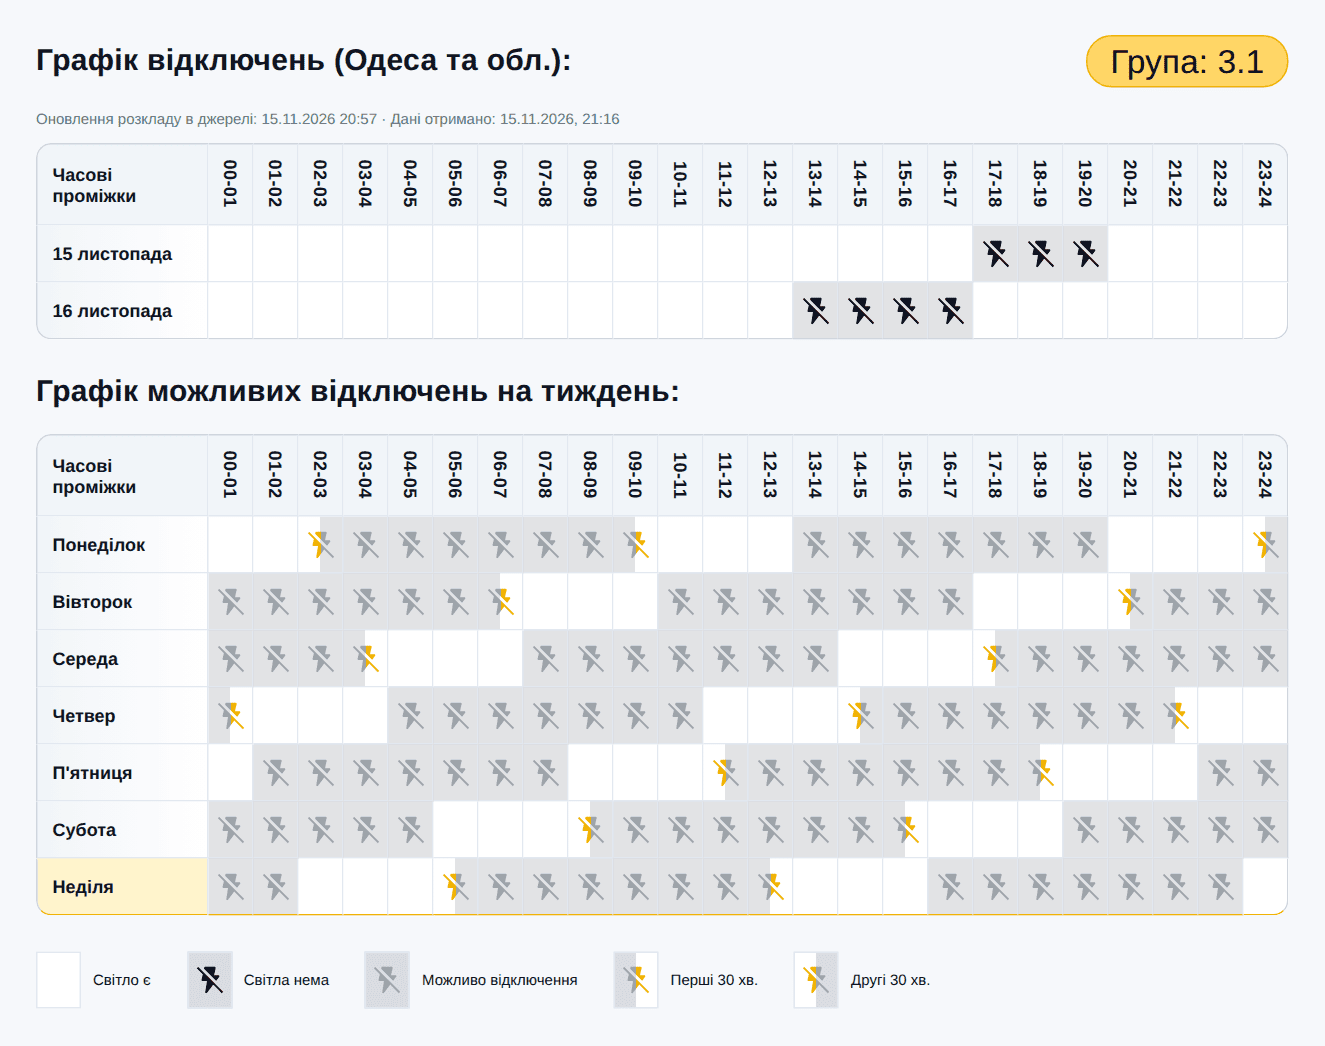 Графік відключень (Одеса та обл.):
Група: 3.1
Оновлення розкладу в джерелі: 15.11.2026 20:57 · Дані отримано: 15.11.2026, 21:16
Часові проміжки 00-01 01-02 02-03 03-04 04-05 05-06 06-07 07-08 08-09 09-10 10-11 11-12 12-13 13-14 14-15 15-16 16-17 17-18 18-19 19-20 20-21 21-22 22-23 23-24
15 листопада
16 листопада
Графік можливих відключень на тиждень:
Часові проміжки 00-01 01-02 02-03 03-04 04-05 05-06 06-07 07-08 08-09 09-10 10-11 11-12 12-13 13-14 14-15 15-16 16-17 17-18 18-19 19-20 20-21 21-22 22-23 23-24
Понеділок
Вівторок
Середа
Четвер
П'ятниця
Субота
Неділя
Світло є Світла нема Можливо відключення Перші 30 хв. Другі 30 хв.